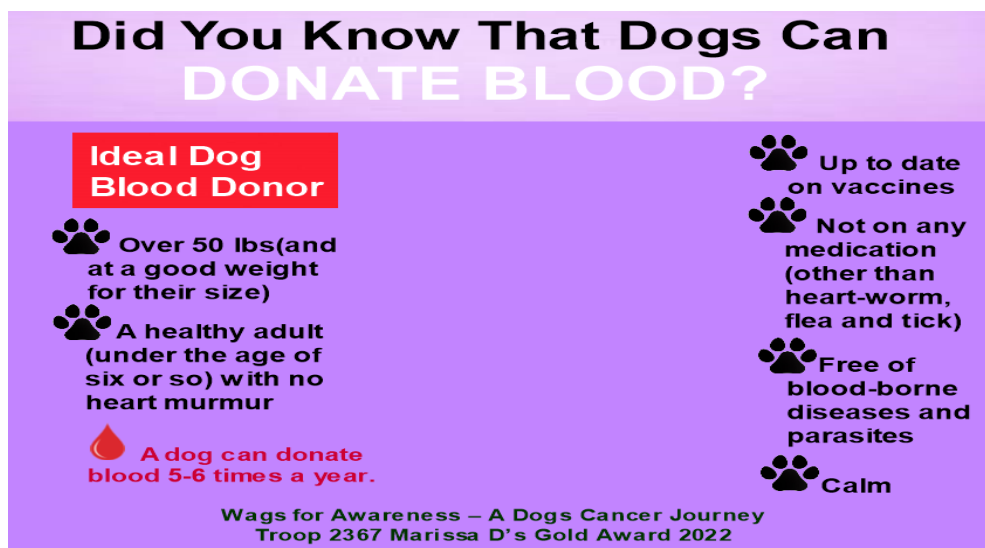 Did You Know That Dogs Can
DONATE BLOOD?
Ideal Dog
Blood Donor
Over 50 lbs(and
at a good weight
for their size)
A healthy adult
(under the age of
six or so) with no
heart murmur
A dog can donate
blood 5-6 times a year.
Up to date
on vaccines
Not on any
medication
(other than
heart-worm,
flea and tick)
Free of
blood-borne
diseases and
parasites
Calm
Wags for Awareness – A Dogs Cancer Journey
Troop 2367 Marissa D's Gold Award 2022